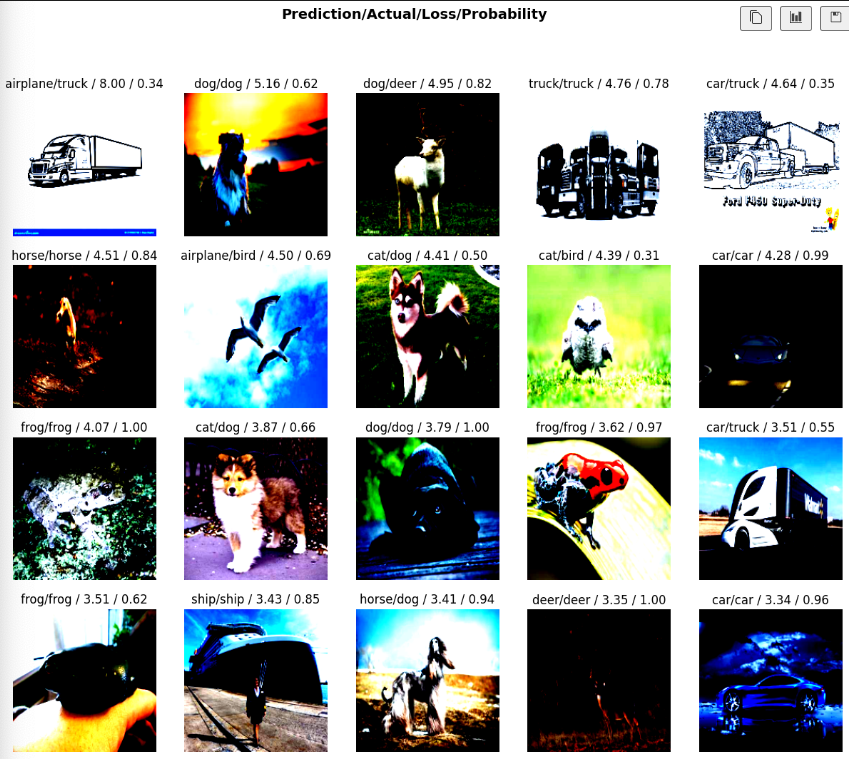 Prediction/Actual/Loss/Probability
airplane/truck / 8.00 / 0.34
dog/dog / 5.16 / 0.62
dog/deer / 4.95 / 0.82
truck/truck / 4.76 / 0.78
car/truck / 4.64 / 0.35
Ford F450 Super-Duty
horse/horse / 4.51 / 0.84
airplane/bird / 4.50 / 0.69
cat/dog / 4.41 / 0.50
cat/bird / 4.39 / 0.31
car/car / 4.28 / 0.99
frog/frog / 4.07 / 1.00
cat/dog / 3.87 / 0.66
dog/dog / 3.79 / 1.00
frog/frog / 3.62 / 0.97
car/truck / 3.51 / 0.55
frog/frog / 3.51 / 0.62
ship/ship / 3.43 / 0.85
horse/dog / 3.41 / 0.94
deer/deer / 3.35 / 1.00
car/car / 3.34 / 0.96